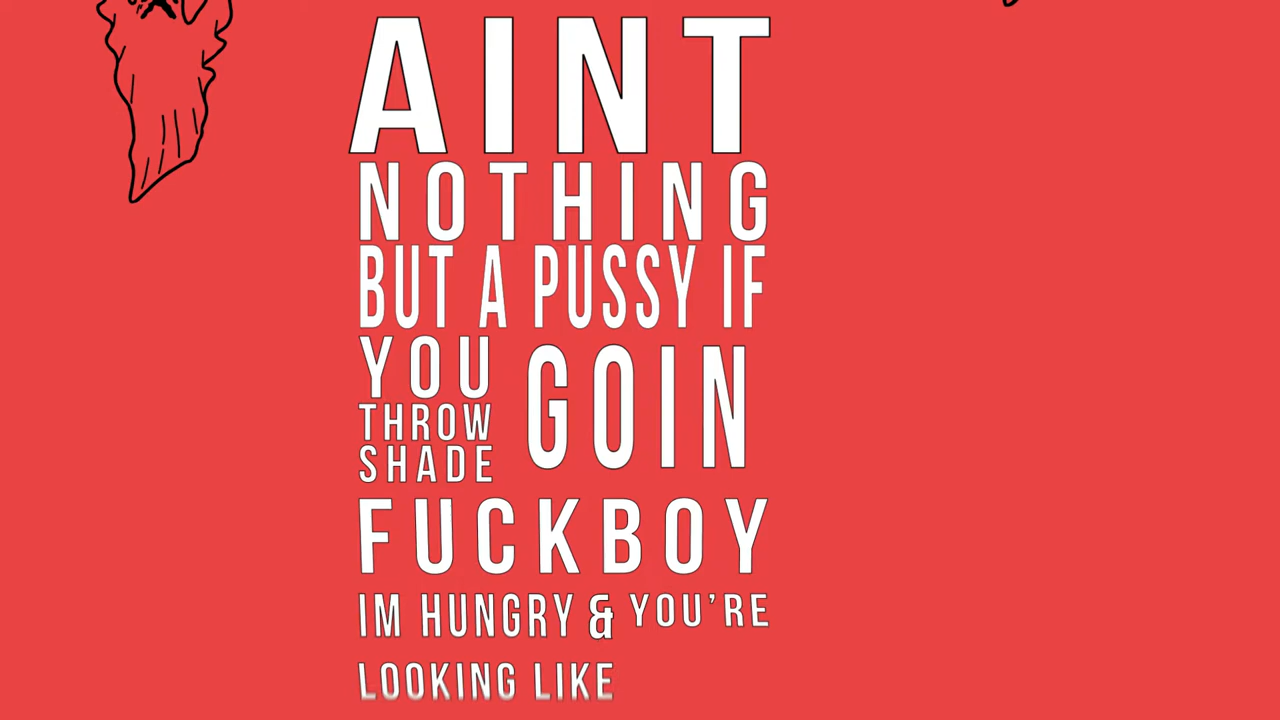 AINT
NOTHING
BUT A PUSSY IF
YOU
THROW
SHADE
GOIN
FUCKBOY
IM HUNGRY & YOU'RE
LOOKING LIKE